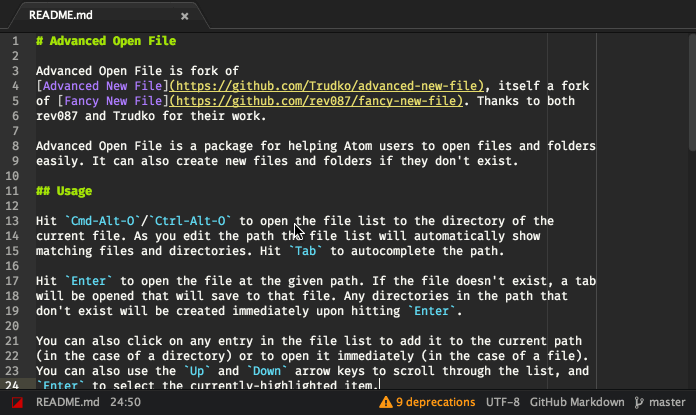 README.md
1 # Advanced Open File
2
3 Advanced Open File is fork of
4 [Advanced New File](https://github.com/Trudko/advanced-new-file), itself a fork
5 of [Fancy New File](https://github.com/rev087/fancy-new-file). Thanks to both
6 rev087 and Trudko for their work.
7
8 Advanced Open File is a package for helping Atom users to open files and folders
9 easily. It can also create new files and folders if they don't exist.
10
11 ## Usage
12
13 Hit `Cmd-Alt-O`/`Ctrl-Alt-O` to open the file list to the directory of the
14 current file. As you edit the path the file list will automatically show
15 matching files and directories. Hit `Tab` to autocomplete the path.
16
17 Hit `Enter` to open the file at the given path. If the file doesn't exist, a tab
18 will be opened that will save to that file. Any directories in the path that
19 don't exist will be created immediately upon hitting `Enter`.
20
21 You can also click on any entry in the file list to add it to the current path
22 (in the case of a directory) or to open it immediately (in the case of a file).
23 You can also use the `Up` and `Down` arrow keys to scroll through the list, and
24 `Enter` to select the currently-highlighted item.
README.md 24:50 9 deprecations UTF-8 GitHub Markdown master